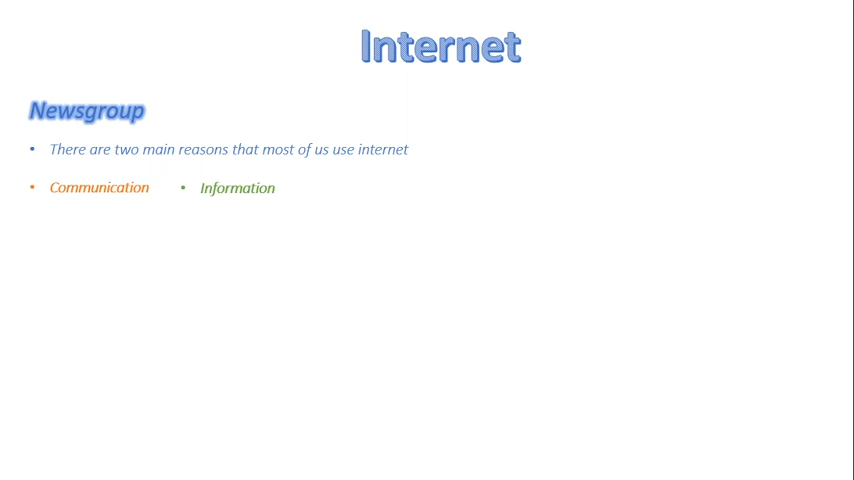 Internet
Newsgroup
• There are two main reasons that most of us use internet
• Communication • Information